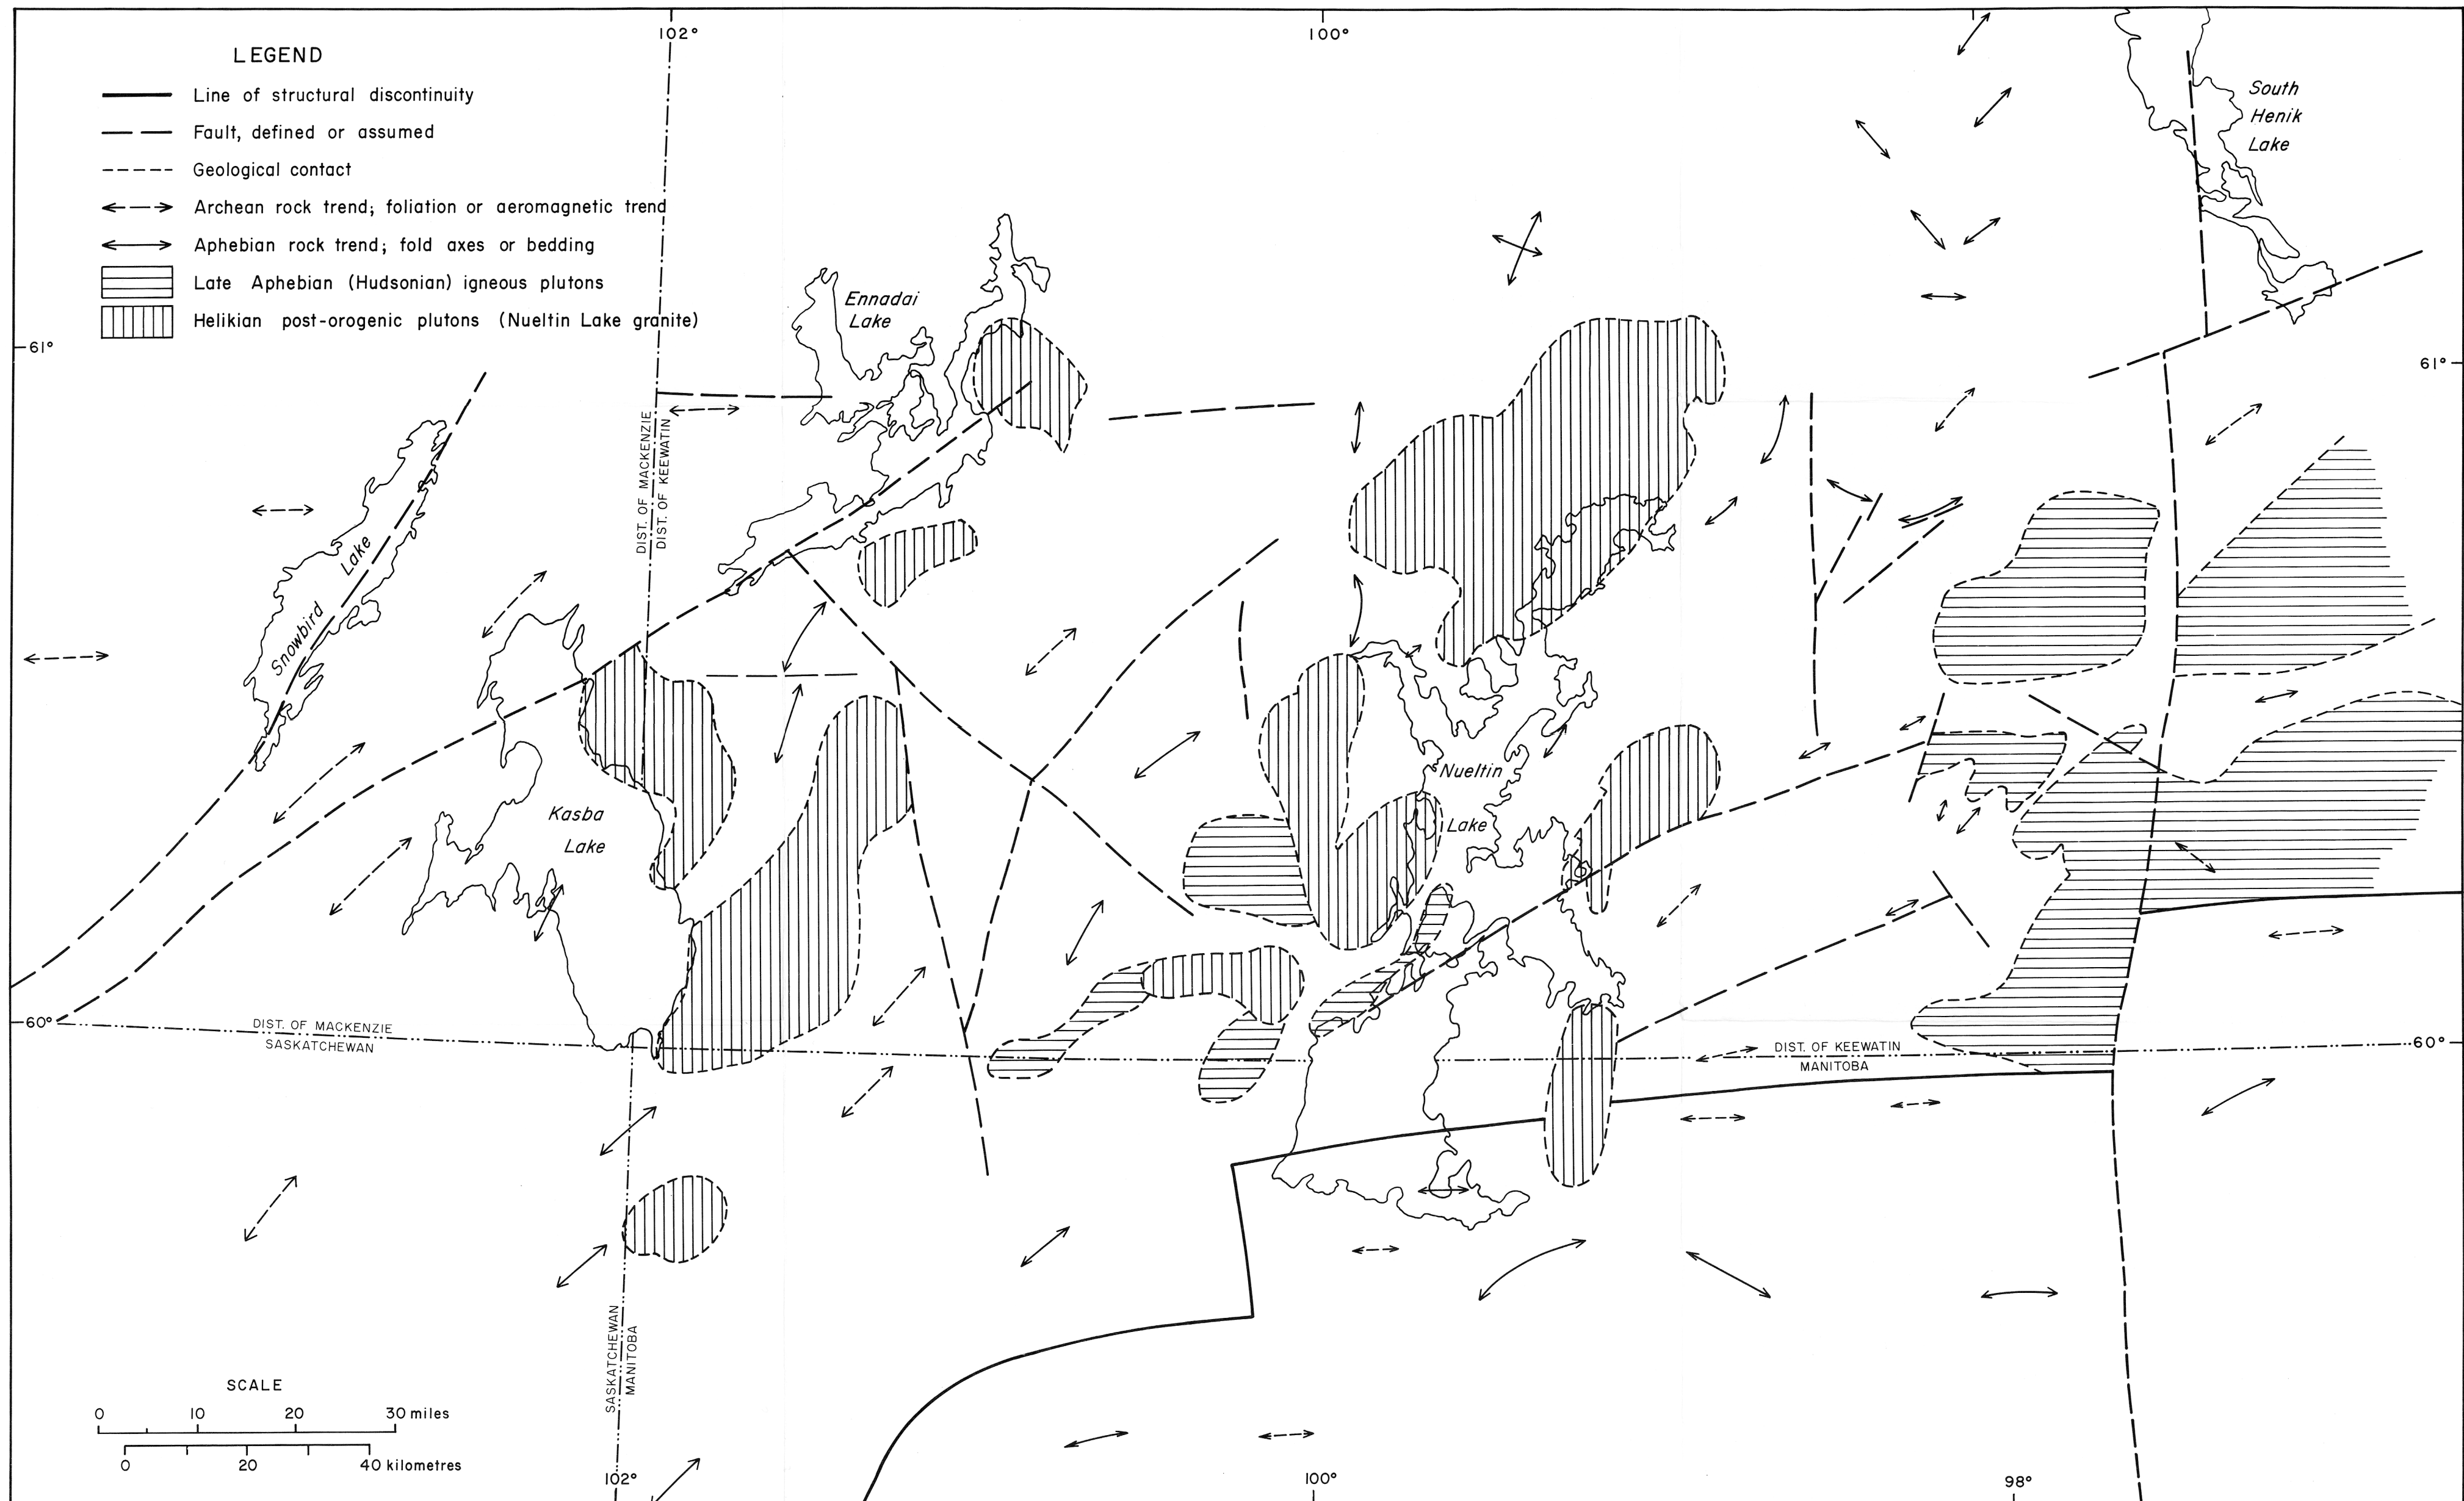 102°
100°
LEGEND
Line of structural discontinuity
Fault, defined or assumed
Geological contact
Archean rock trend; foliation or aeromagnetic trend
Aphebian rock trend; fold axes or bedding
Late Aphebian (Hudsonian) igneous plutons
Helikian post-orogenic plutons (Nueltin Lake granite)
South
Henik
Lake
Ennadai
Lake
61°
61°
DIST. OF MACKENZIE
DIST. OF KEEWATIN
Snowbird Lake
Kasba
Lake
Nueltin
Lake
60°
DIST. OF MACKENZIE
SASKATCHEWAN
DIST. OF KEEWATIN
MANITOBA
60°
SASKATCHEWAN
MANITOBA
SCALE
0 10 20 30 miles
0 20 40 kilometres
102°
100°
98°